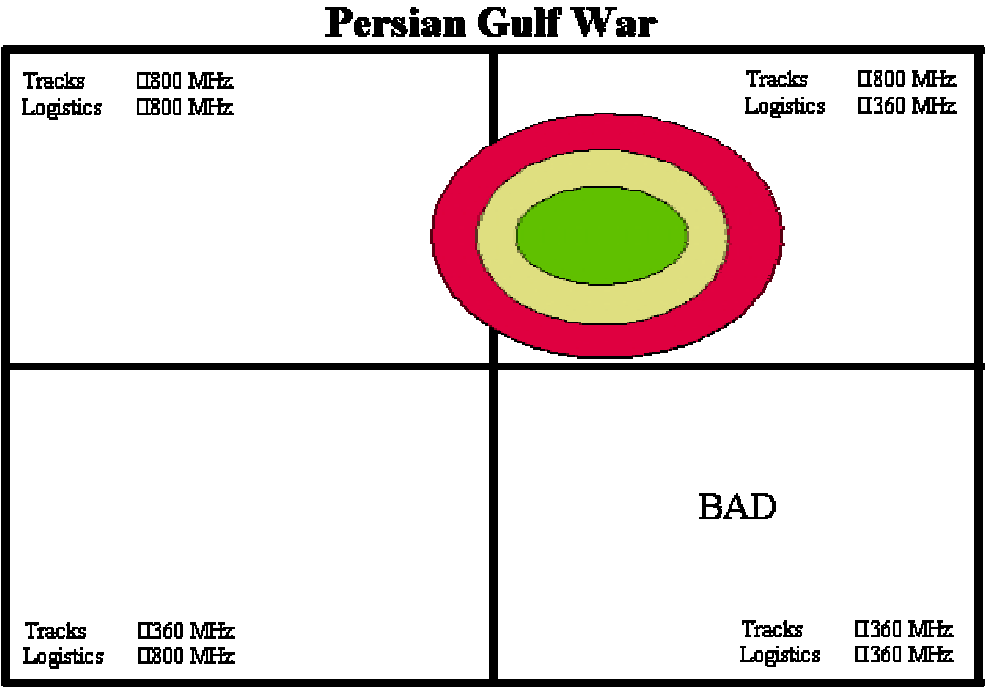 Persian Gulf War
Tracks □800 MHz
Logistics □800 MHz
Tracks □800 MHz
Logistics □360 MHz
BAD
Tracks □360 MHz
Logistics □800 MHz
Tracks □360 MHz
Logistics □360 MHz